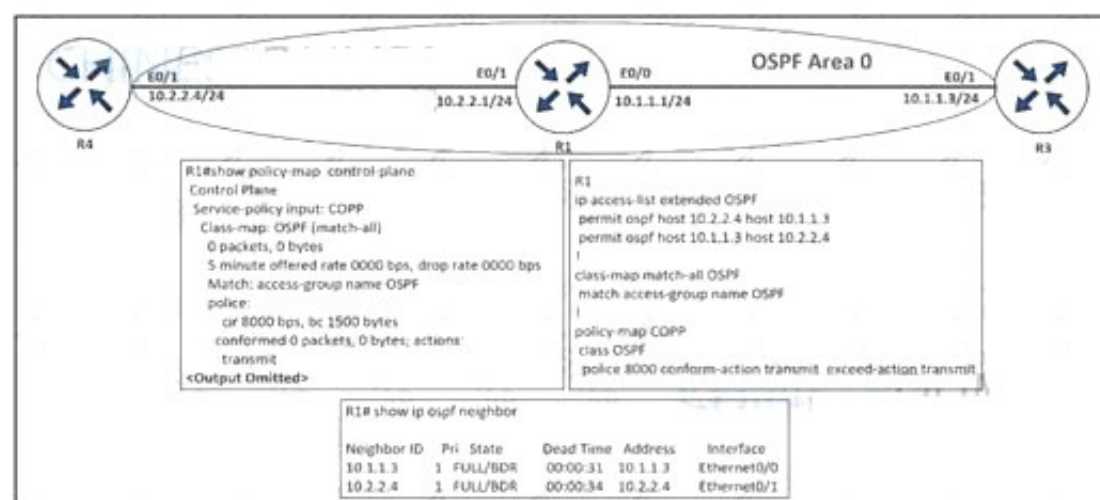 OSPF Area 0
E0/1
10.2.2.4/24
R4
E0/1
10.2.2.1/24
E0/0
10.1.1.1/24
R1
E0/1
10.1.1.3/24
R3
R1#show policy-map control-plane
Control Plane
Service-policy input: COPP
Class-map: OSPF (match-all)
0 packets, 0 bytes
5 minute offered rate 0000 bps, drop rate 0000 bps
Match: access-group name OSPF
police:
cir 8000 bps, bc 1500 bytes
conformed 0 packets, 0 bytes; actions:
transmit
<Output Omitted>
R1
ip access-list extended OSPF
permit ospf host 10.2.2.4 host 10.1.1.3
permit ospf host 10.1.1.3 host 10.2.2.4
!
class-map match-all OSPF
match access-group name OSPF
!
policy-map COPP
class OSPF
police 8000 conform-action transmit exceed-action transmit
R1# show ip ospf neighbor
Neighbor ID Pri State Dead Time Address Interface
10.1.1.3 1 FULL/BDR 00:00:31 10.1.1.3 Ethernet0/0
10.2.2.4 1 FULL/BDR 00:00:34 10.2.2.4 Ethernet0/1